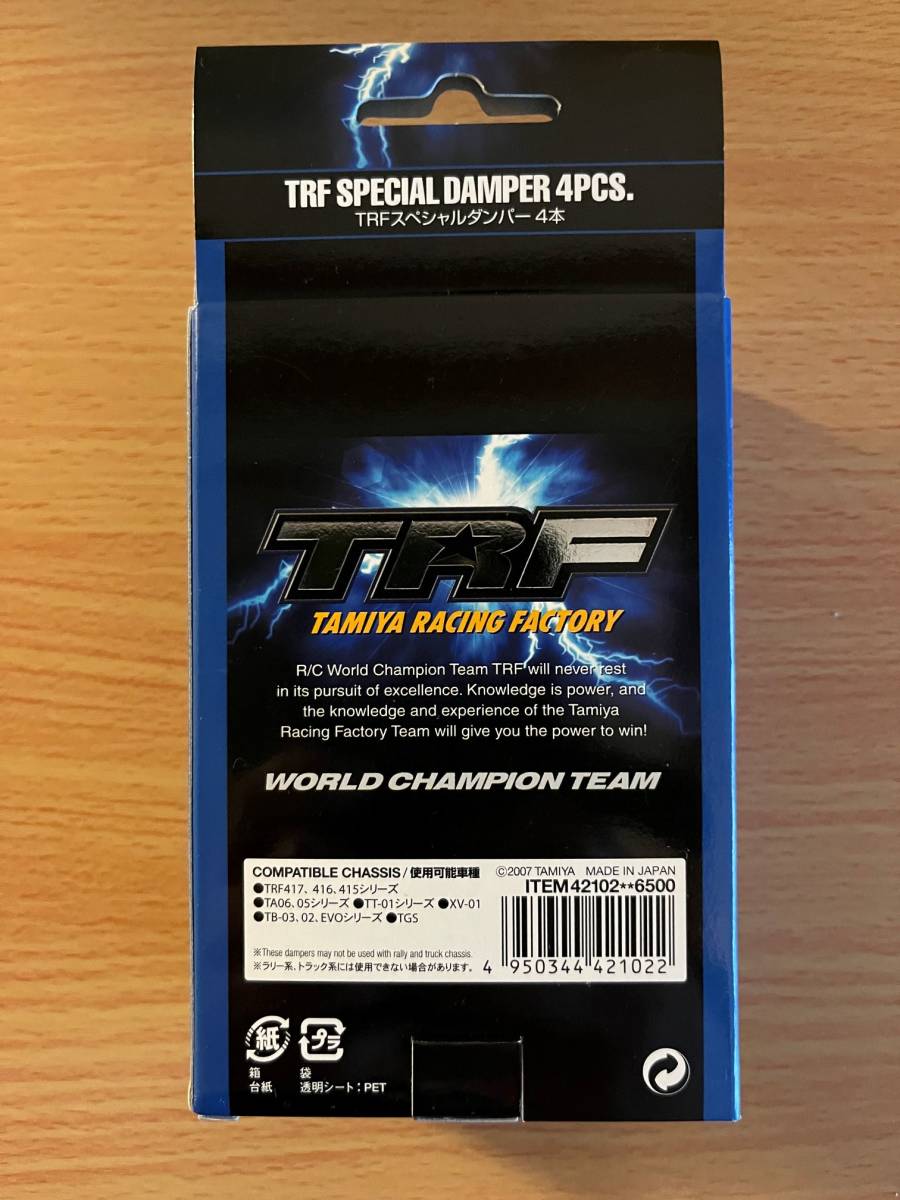 TRF SPECIAL DAMPER 4PCS.
TRFスペシャルダンパー 4本
TRF
TAMIYA RACING FACTORY
R/C World Champion Team TRF will never rest
in its pursuit of excellence. Knowledge is power, and
the knowledge and experience of the Tamiya
Racing Factory Team will give you the power to win!
WORLD CHAMPION TEAM
COMPATIBLE CHASSIS/使用可能車種
●TRF417、416、415シリーズ
●TA06、05シリーズ ●TT-01シリーズ ●XV-01
●TB-03、02、EVOシリーズ ●TGS
※These dampers may not be used with rally and truck chassis.
※ラリー系、トラック系には使用できない場合があります。
©2007 TAMIYA MADE IN JAPAN
ITEM 42102**6500
4 950344 421022
紙 プラ
箱 袋
台紙 透明シート:PET